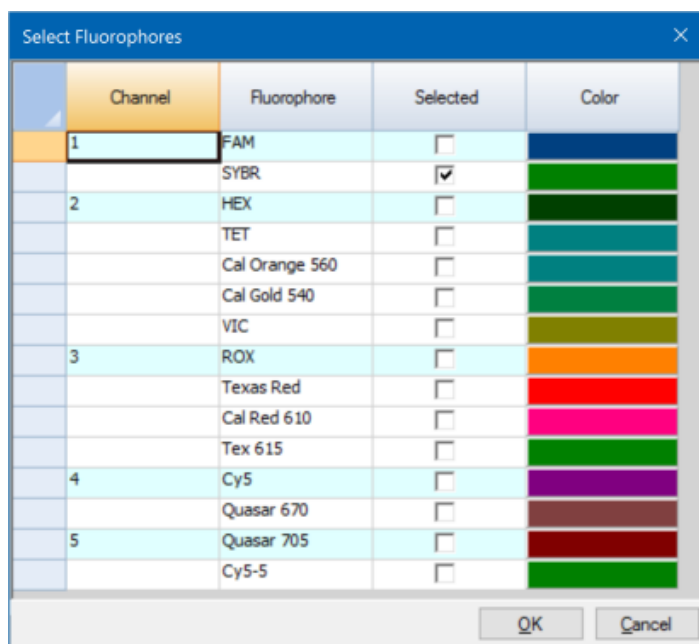 Select Fluorophores
Channel Fluorophore Selected Color
1 FAM
SYBR
2 HEX
TET
Cal Orange 560
Cal Gold 540
VIC
3 ROX
Texas Red
Cal Red 610
Tex 615
4 Cy5
Quasar 670
5 Quasar 705
Cy5-5
OK Cancel